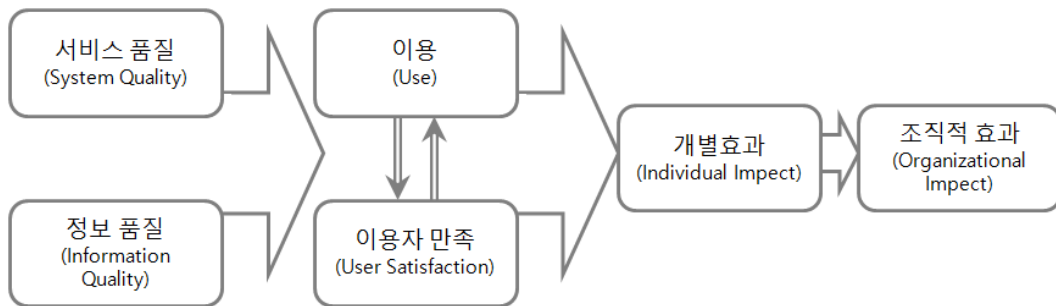 서비스 품질
(System Quality)
정보 품질
(Information
Quality)
이용
(Use)
이용자 만족
(User Satisfaction)
개별효과
(Individual Impect)
조직적 효과
(Organizational
Impect)